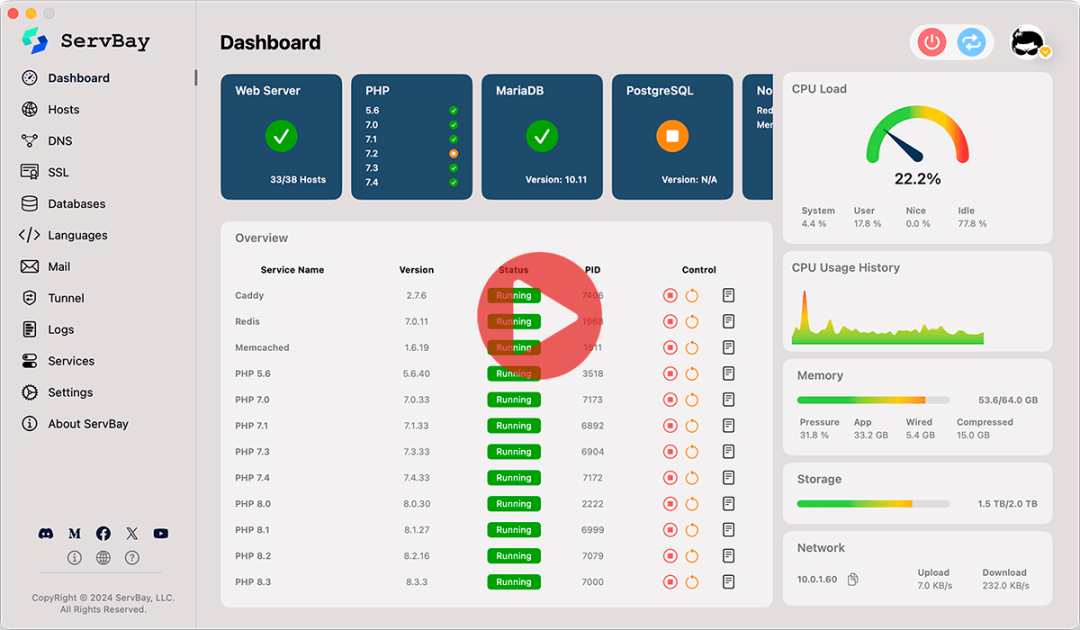 ServBay
Dashboard
Hosts
DNS
SSL
Databases
Languages
Mail
Tunnel
Logs
Services
Settings
About ServBay
CopyRight © 2024 ServBay, LLC.
All Rights Reserved.
Dashboard
Web Server
33/38 Hosts
PHP
5.6
7.0
7.1
7.2
7.3
7.4
MariaDB
Version: 10.11
PostgreSQL
Version: N/A
No
Red
Mem
Overview
Service Name Version Status PID Control
Caddy 2.7.6 Running 7406
Redis 7.0.11 Running 1968
Memcached 1.6.19 Running 1611
PHP 5.6 5.6.40 Running 3518
PHP 7.0 7.0.33 Running 7173
PHP 7.1 7.1.33 Running 6892
PHP 7.3 7.3.33 Running 6904
PHP 7.4 7.4.33 Running 7172
PHP 8.0 8.0.30 Running 2222
PHP 8.1 8.1.27 Running 6999
PHP 8.2 8.2.16 Running 7079
PHP 8.3 8.3.3 Running 7000
CPU Load
22.2%
System User Nice Idle
4.4 % 17.8 % 0.0 % 77.8 %
CPU Usage History
Memory
53.6/64.0 GB
Pressure App Wired Compressed
31.8 % 33.2 GB 5.4 GB 15.0 GB
Storage
1.5 TB/2.0 TB
Network
10.0.1.60
Upload Download
7.0 KB/s 232.0 KB/s